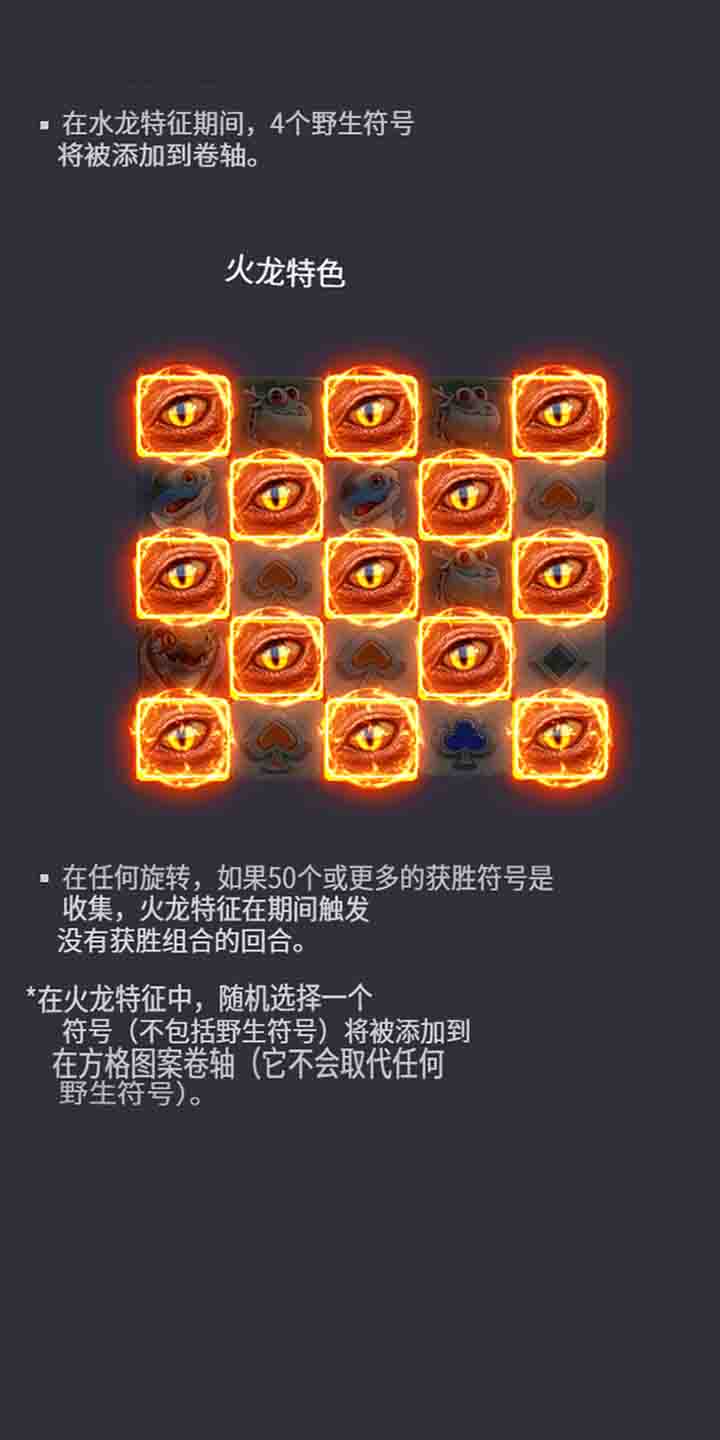 ▪ 在水龙特征期间，4个野生符号
将被添加到卷轴。
火龙特色
▪ 在任何旋转，如果50个或更多的获胜符号是
收集，火龙特征在期间触发
没有获胜组合的回合。
*在火龙特征中，随机选择一个
符号（不包括野生符号）将被添加到
在方格图案卷轴（它不会取代任何
野生符号）。